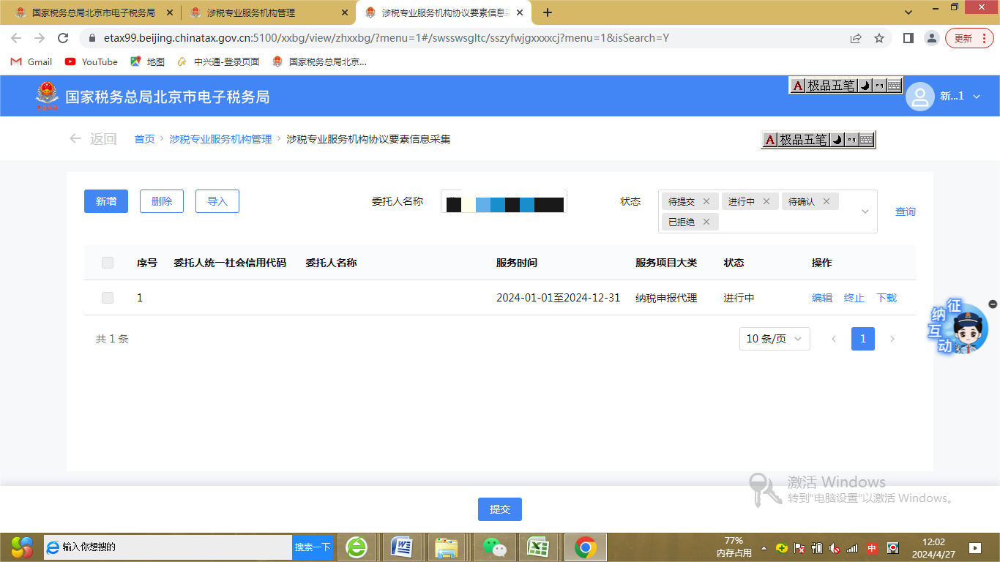 国家税务总局北京市电子税务局
涉税专业服务机构管理
涉税专业服务机构协议要素信息采
etax99.beijing.chinatax.gov.cn:5100/xxbg/view/zhxxbg/?menu=1#/swsswsgltc/sszyfwjgxxxxcj?menu=1&isSearch=Y
更新
Gmail
YouTube
地图
中兴通-登录页面
国家税务总局北京...
国家税务总局北京市电子税务局
A 极品五笔
新...1
返回
首页 > 涉税专业服务机构管理 > 涉税专业服务机构协议要素信息采集
A 极品五笔
新增
删除
导入
委托人名称
状态
待提交
进行中
待确认
已拒绝
查询
序号 委托人统一社会信用代码 委托人名称 服务时间 服务项目大类 状态 操作
1 2024-01-01至2024-12-31 纳税申报代理 进行中 编辑 终止 下载
共 1 条
10 条/页
1
征
纳
互
动
激活 Windows
转到"电脑设置"以激活 Windows。
提交
输入你想搜的
搜索一下
77%
内存占用
中
12:02
2024/4/27